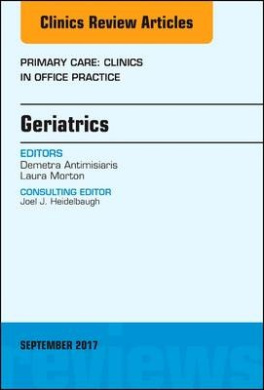 Clinics Review Articles
PRIMARY CARE: CLINICS
IN OFFICE PRACTICE
Geriatrics
EDITORS
Demetra Antimisiaris
Laura Morton
CONSULTING EDITOR
Joel J. Heidelbaugh
SEPTEMBER 2017
reviews